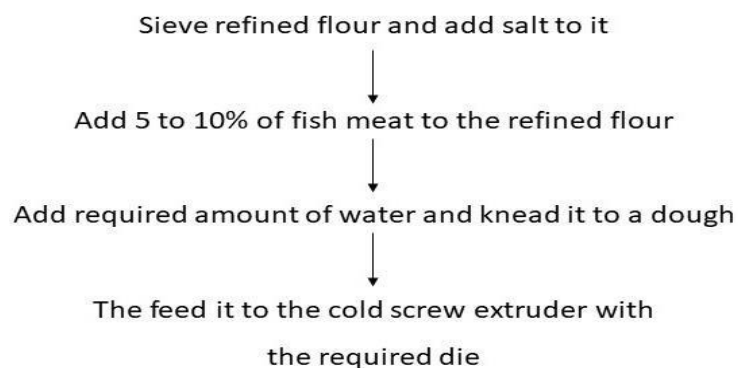 Sieve refined flour and add salt to it
Add 5 to 10% of fish meat to the refined flour
Add required amount of water and knead it to a dough
The feed it to the cold screw extruder with
the required die